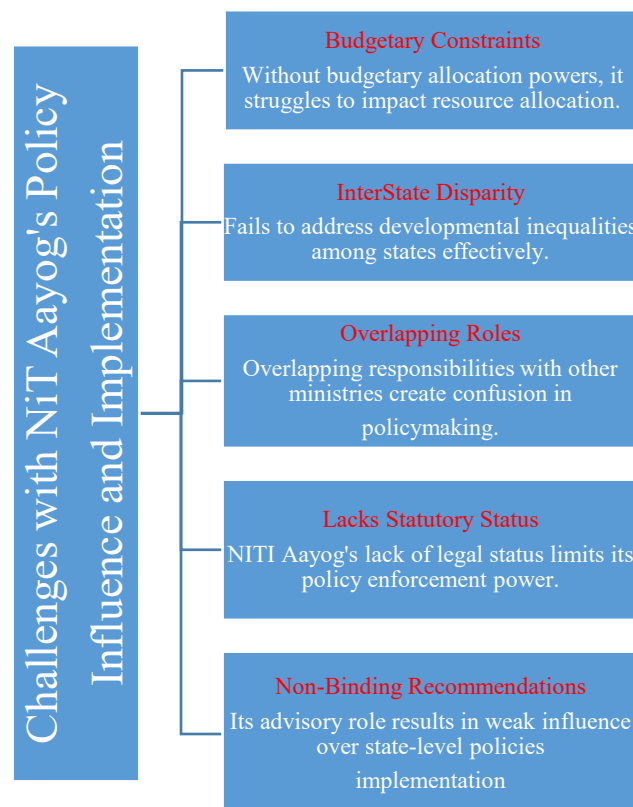 Challenges with NiT Aayog's Policy
Influence and Implementation
Budgetary Constraints
Without budgetary allocation powers, it
struggles to impact resource allocation.
InterState Disparity
Fails to address developmental inequalities
among states effectively.
Overlapping Roles
Overlapping responsibilities with other
ministries create confusion in
policymaking.
Lacks Statutory Status
NITI Aayog's lack of legal status limits its
policy enforcement power.
Non-Binding Recommendations
Its advisory role results in weak influence
over state-level policies
implementation